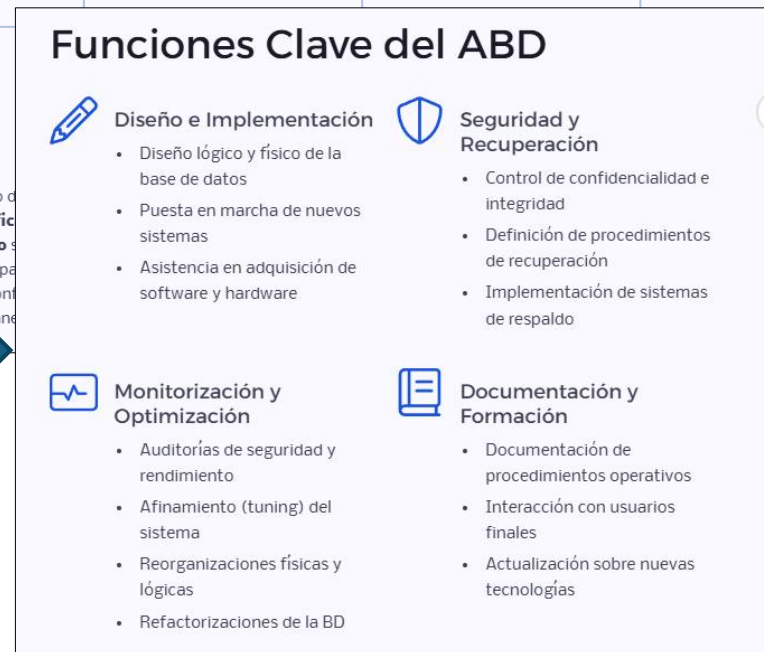 Funciones Clave del ABD
Diseño e Implementación
• Diseño lógico y físico de la
base de datos
• Puesta en marcha de nuevos
sistemas
• Asistencia en adquisición de
software y hardware
Seguridad y
Recuperación
• Control de confidencialidad e
integridad
• Definición de procedimientos
de recuperación
• Implementación de sistemas
de respaldo
Monitorización y
Optimización
• Auditorías de seguridad y
rendimiento
• Afinamiento (tuning) del
sistema
• Reorganizaciones físicas y
lógicas
• Refactorizaciones de la BD
Documentación y
Formación
• Documentación de
procedimientos operativos
• Interacción con usuarios
finales
• Actualización sobre nuevas
tecnologías